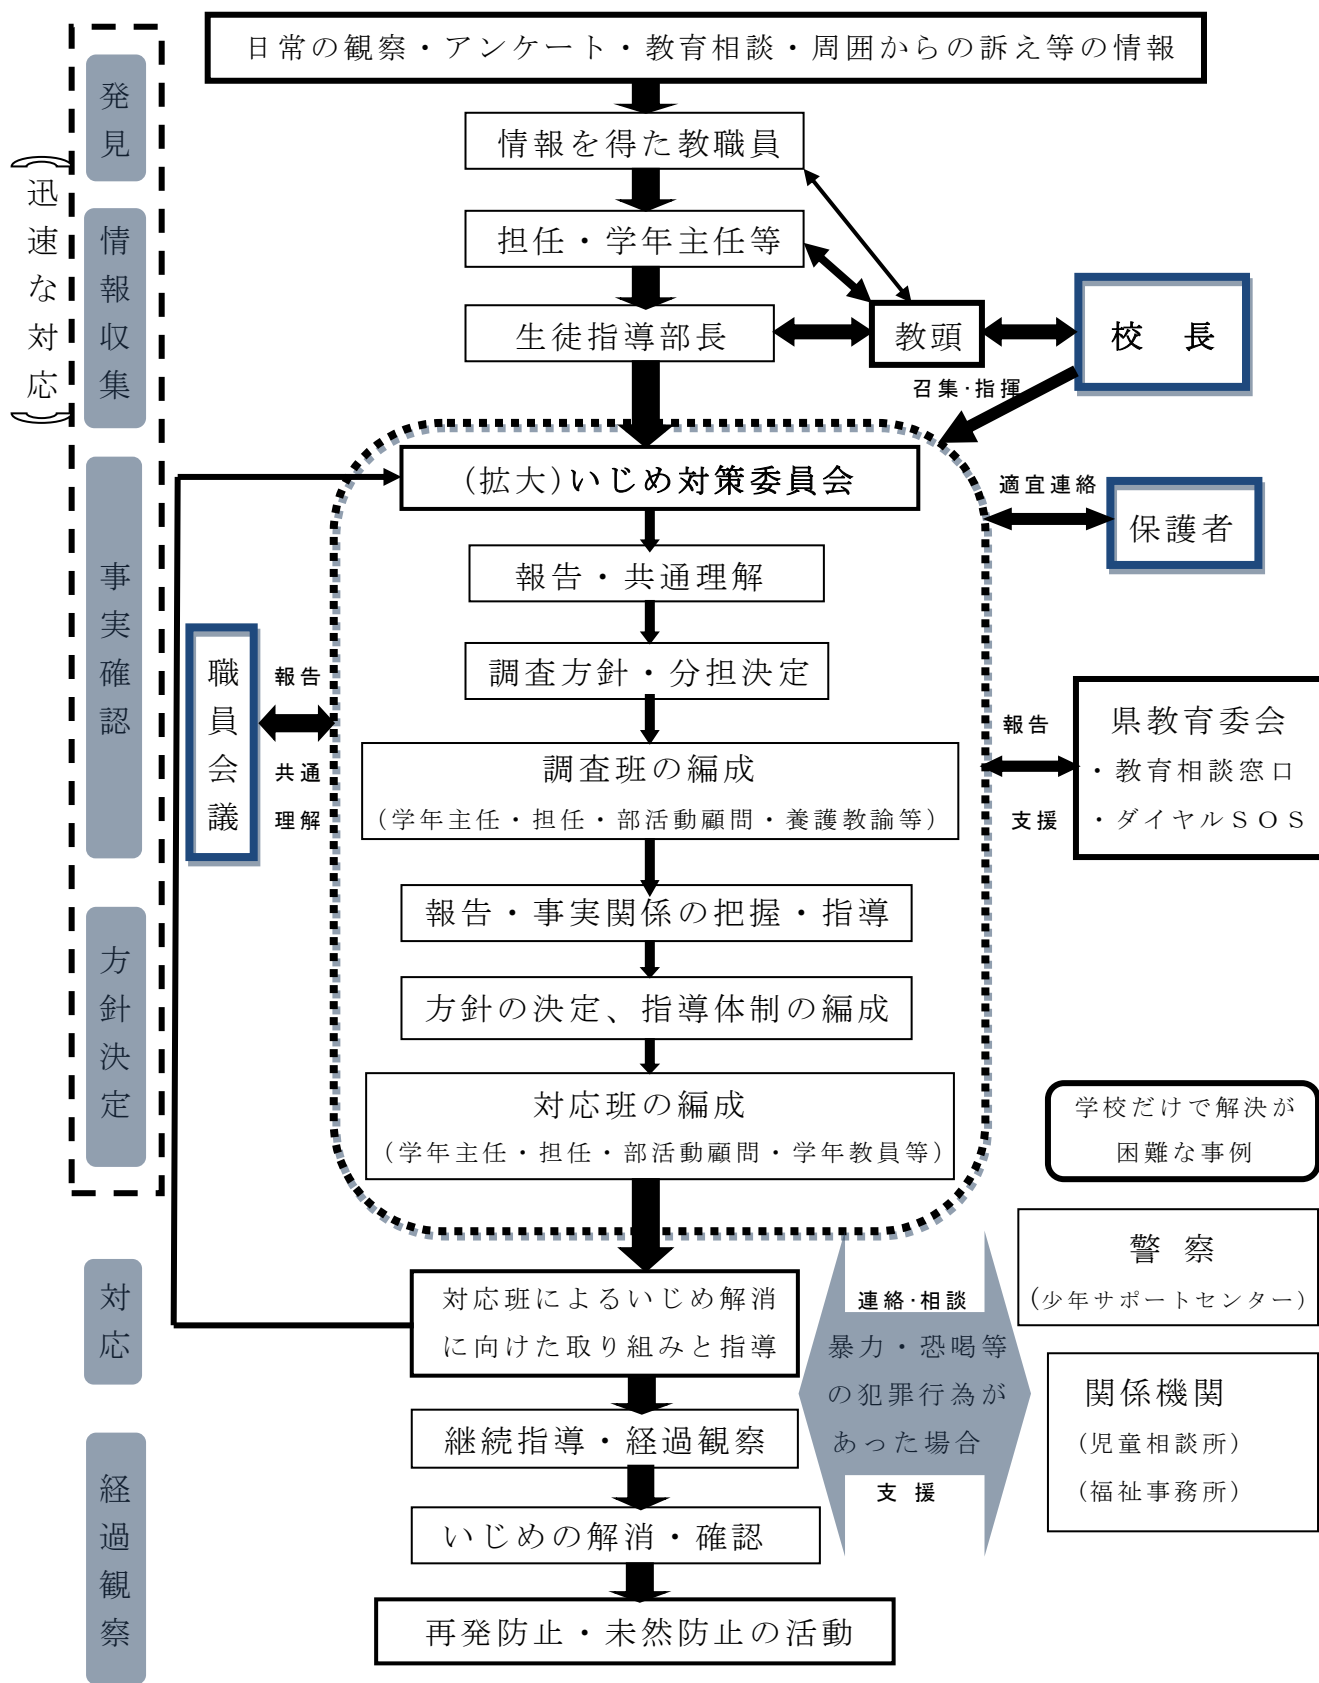 日常の観察・アンケート・教育相談・周囲からの訴え等の情報
発見
情報を得た教職員
（迅速な対応）
情報収集
担任・学年主任等
生徒指導部長
教頭
校　長
召集・指揮
(拡大)いじめ対策委員会
適宜連絡
保護者
事実確認
報告・共通理解
調査方針・分担決定
職員会議
報告
共通
理解
調査班の編成
(学年主任・担任・部活動顧問・養護教諭等)
報告
支援
県教育委会
・教育相談窓口
・ダイヤルＳＯＳ
報告・事実関係の把握・指導
方針決定
方針の決定、指導体制の編成
対応班の編成
(学年主任・担任・部活動顧問・学年教員等)
学校だけで解決が
困難な事例
警 察
(少年サポートセンター)
対応
対応班によるいじめ解消
に向けた取り組みと指導
連絡・相談
暴力・恐喝等
の犯罪行為が
あった場合
支 援
関係機関
(児童相談所)
(福祉事務所)
継続指導・経過観察
経過観察
いじめの解消・確認
再発防止・未然防止の活動